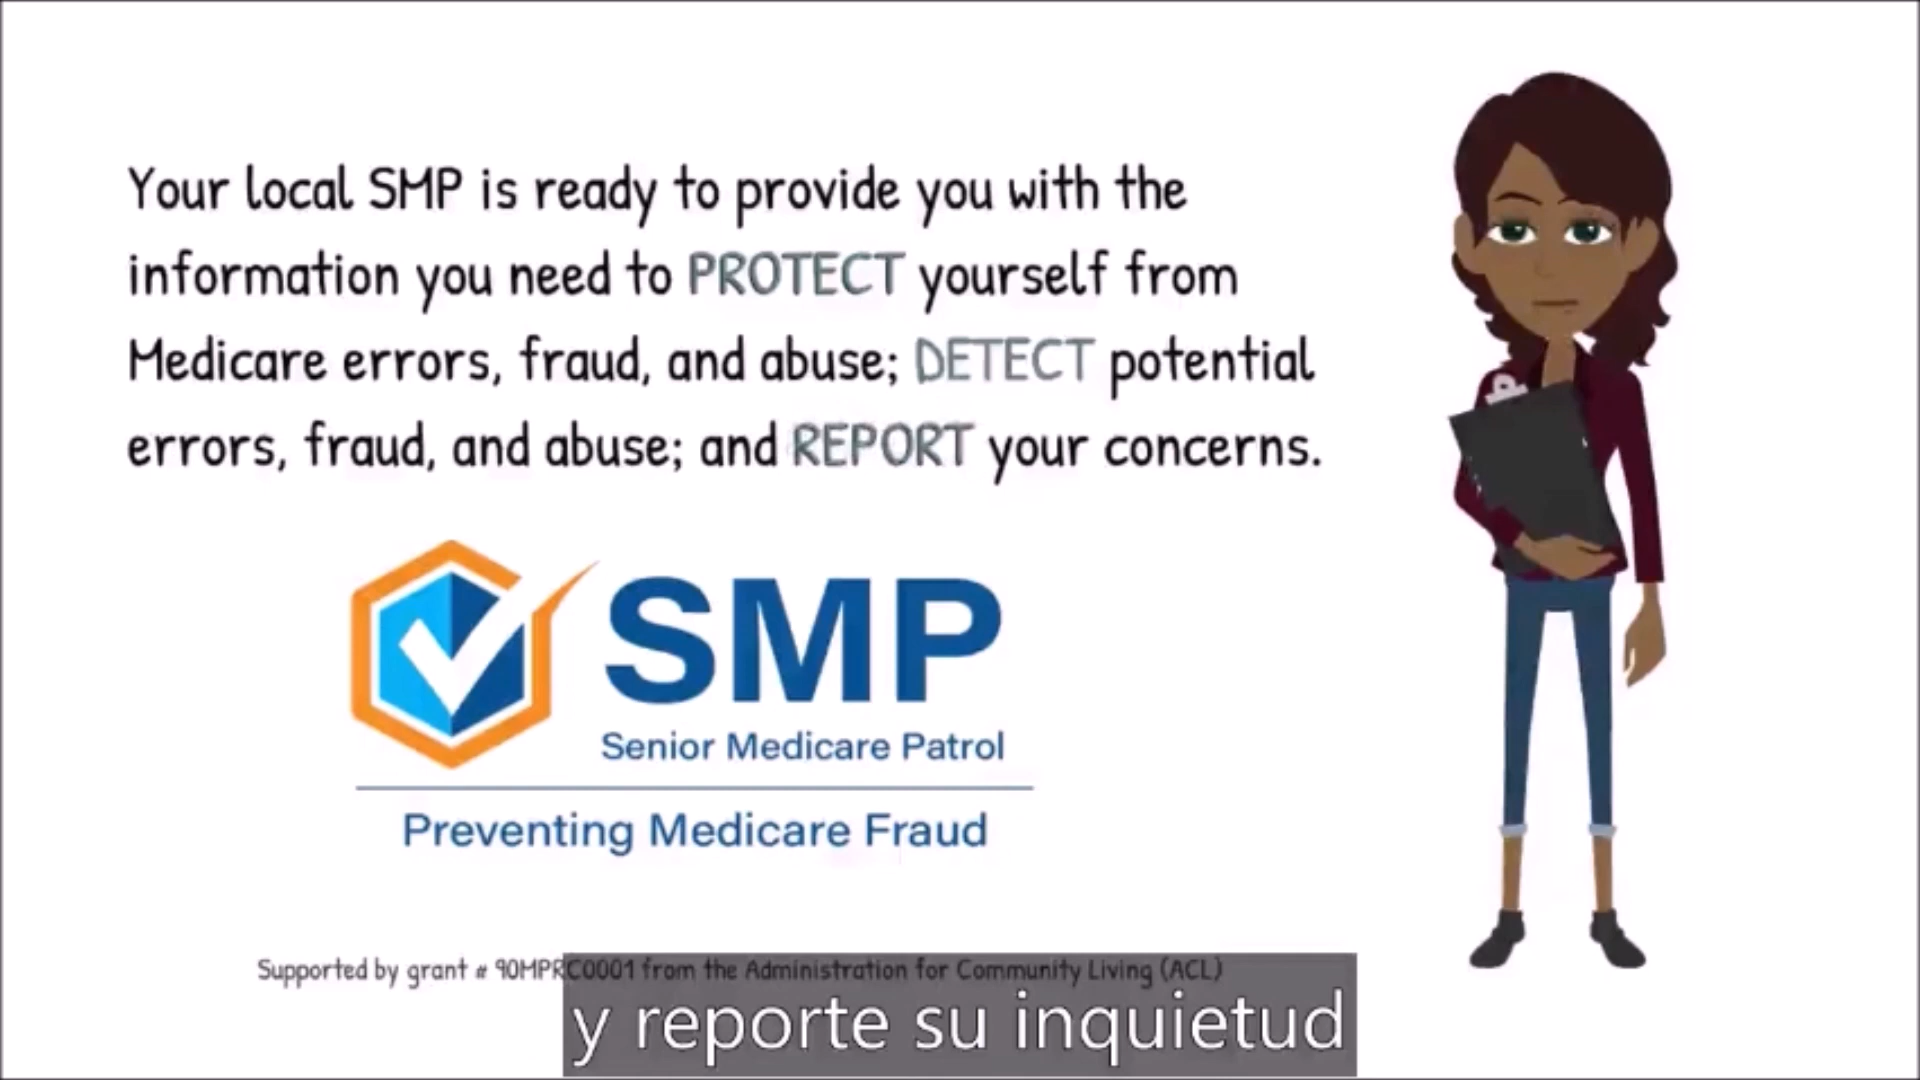 Your local SMP is ready to provide you with the
information you need to PROTECT yourself from
Medicare errors, fraud, and abuse; DETECT potential
errors, fraud, and abuse; and REPORT your concerns.
SMP
Senior Medicare Patrol
Preventing Medicare Fraud
Supported by grant # 90MPRC0001 from the Administration for Community Living (ACL)
y reporte su inquietud